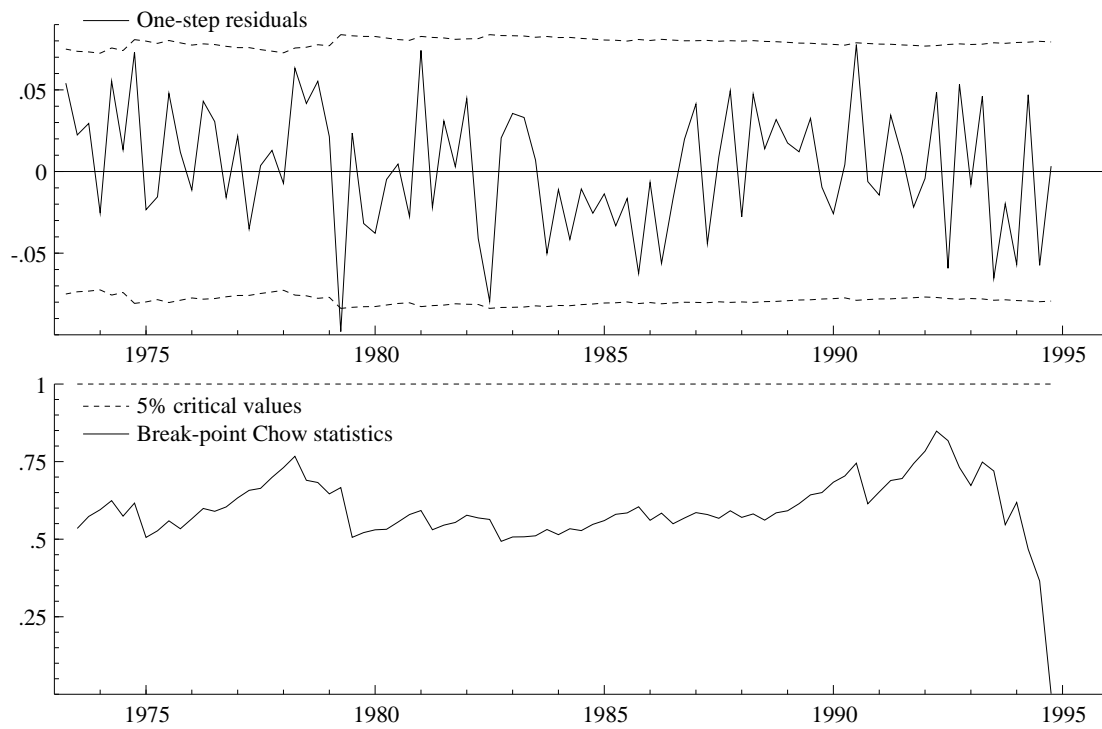 One-step residuals
.05
0
-.05
1975 1980 1985 1990 1995
1
5% critical values
Break-point Chow statistics
.75
.5
.25
1975 1980 1985 1990 1995